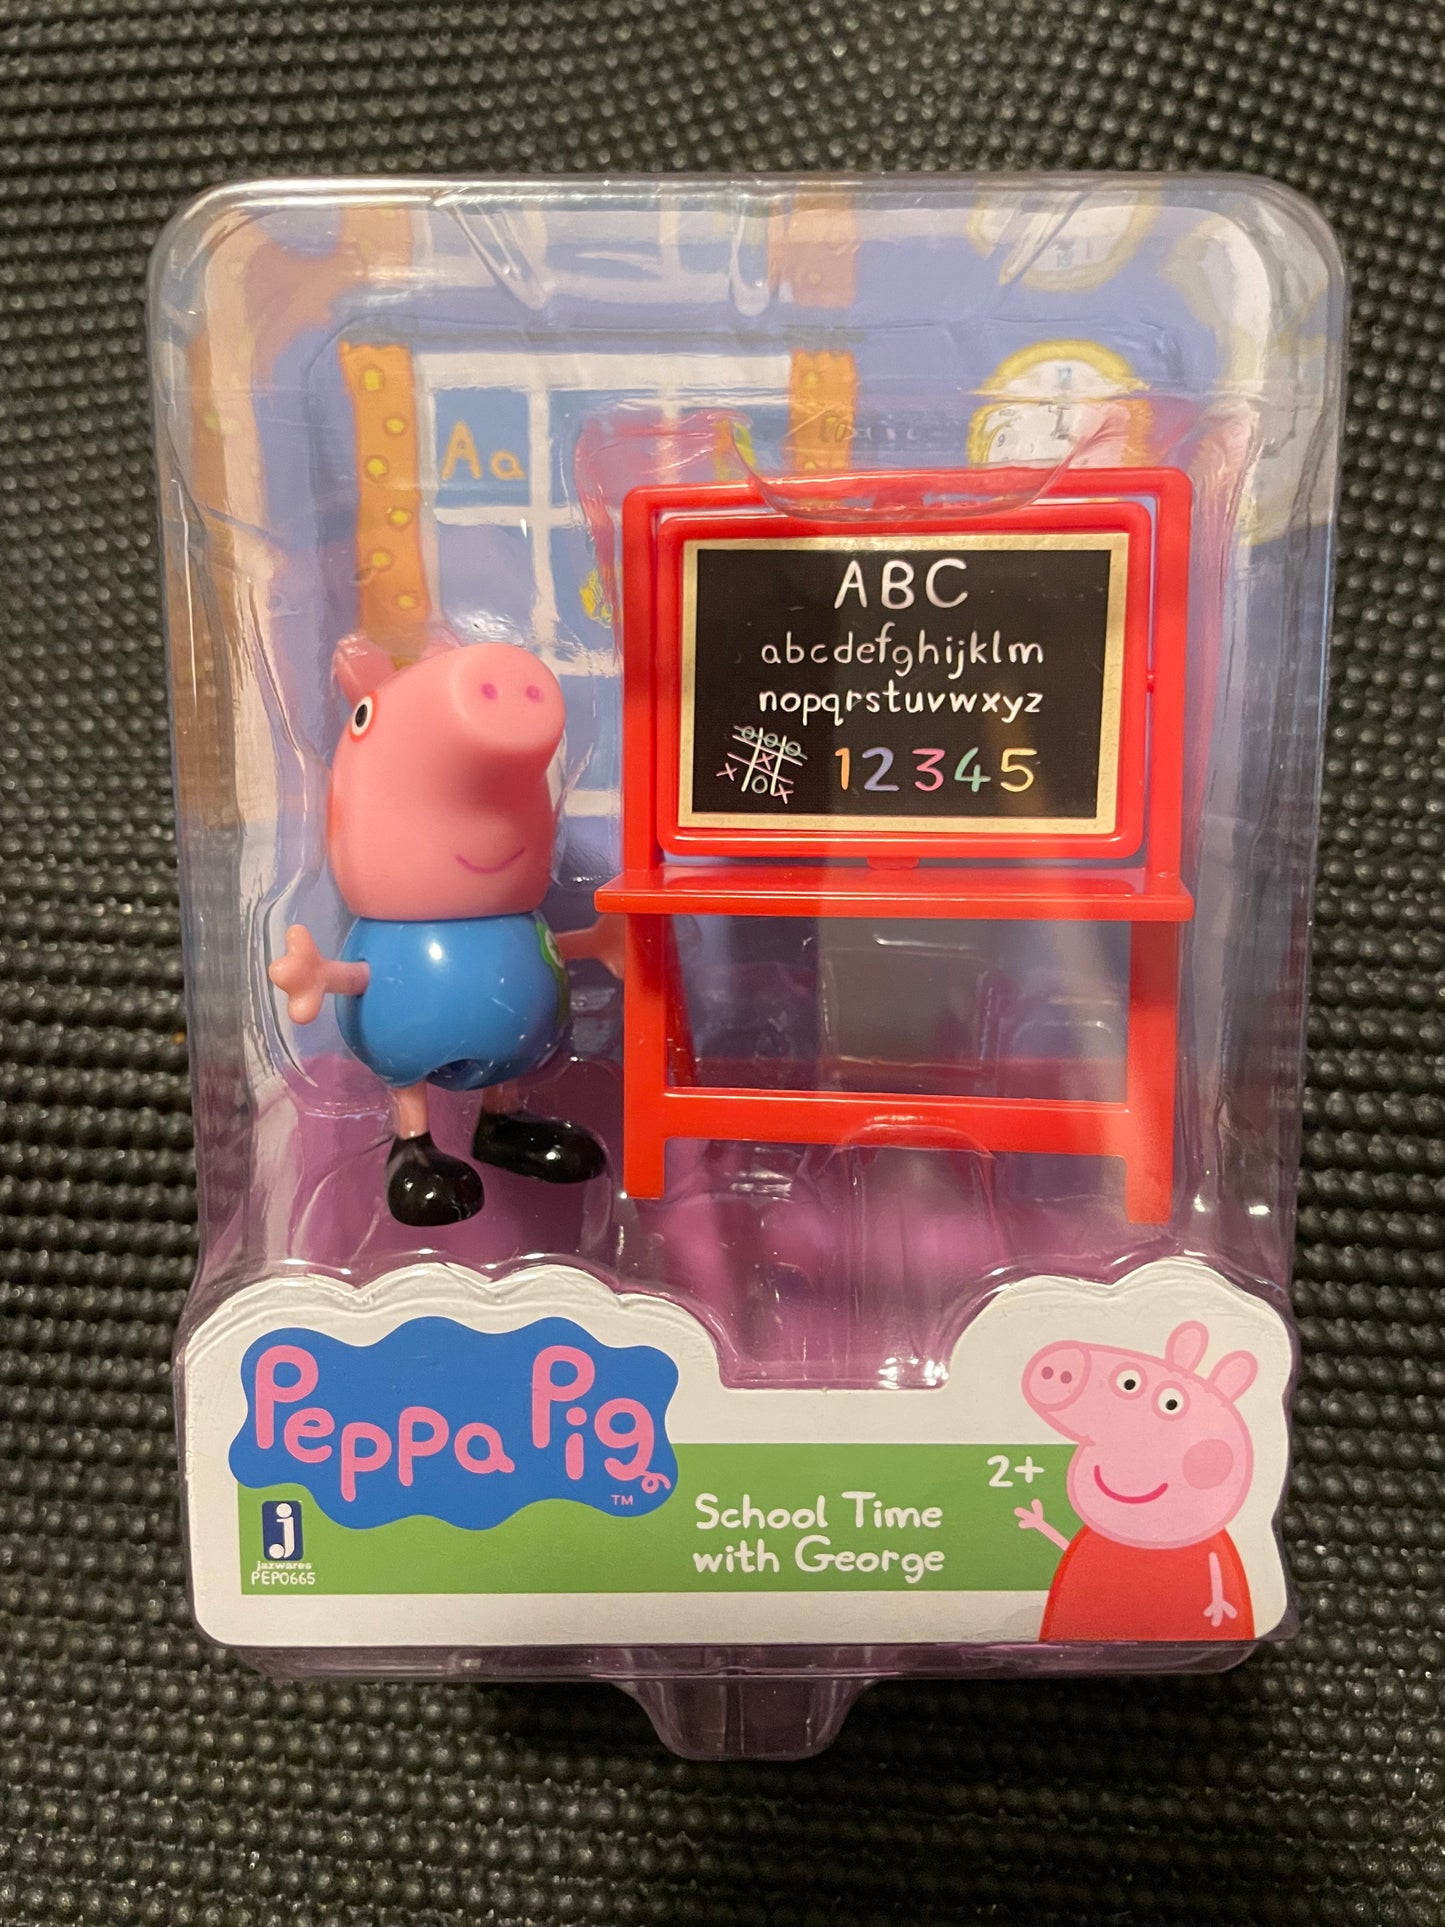 Aa
ABC
abcdefghijklm
nopqrstuvwxyz
12345
Peppa Pig
TM
2+
School Time
with George
j
jazwares
PEP0665